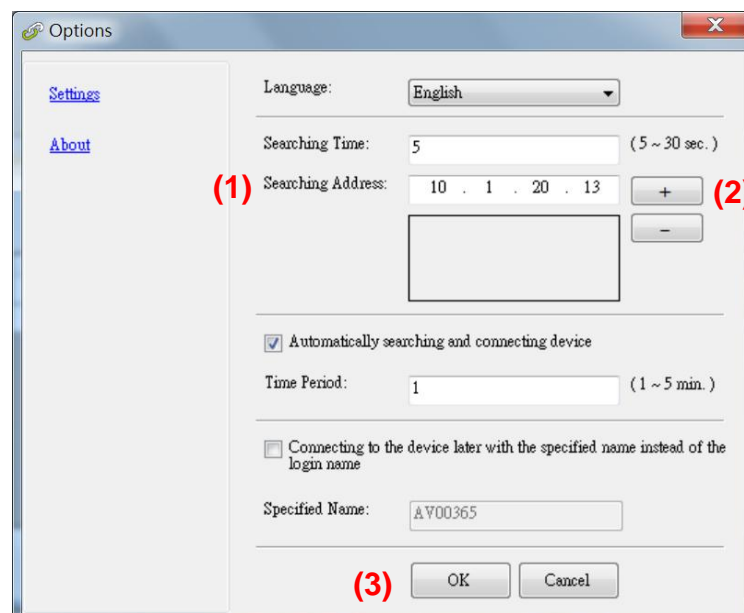 Options
Settings
About
Language:
English
Searching Time:
5
( 5 ~ 30 sec. )
(1)
Searching Address:
10 . 1 . 20 . 13
+
(2)
−
Automatically searching and connecting device
Time Period:
1
( 1 ~ 5 min. )
Connecting to the device later with the specified name instead of the
login name
Specified Name:
AV00365
(3)
OK
Cancel